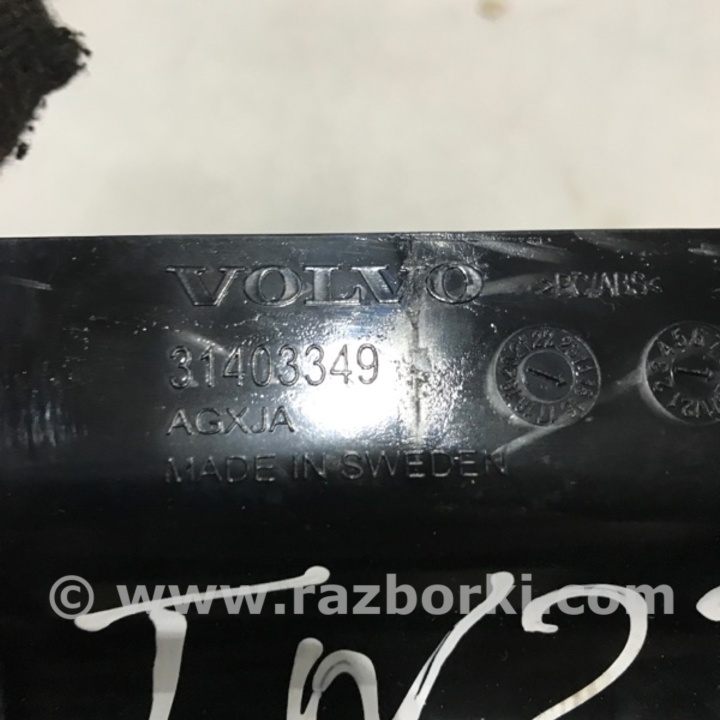 VOLVO
>PC/ABS<
31403349
AGXJA
MADE IN SWEDEN
© www.razborki.com